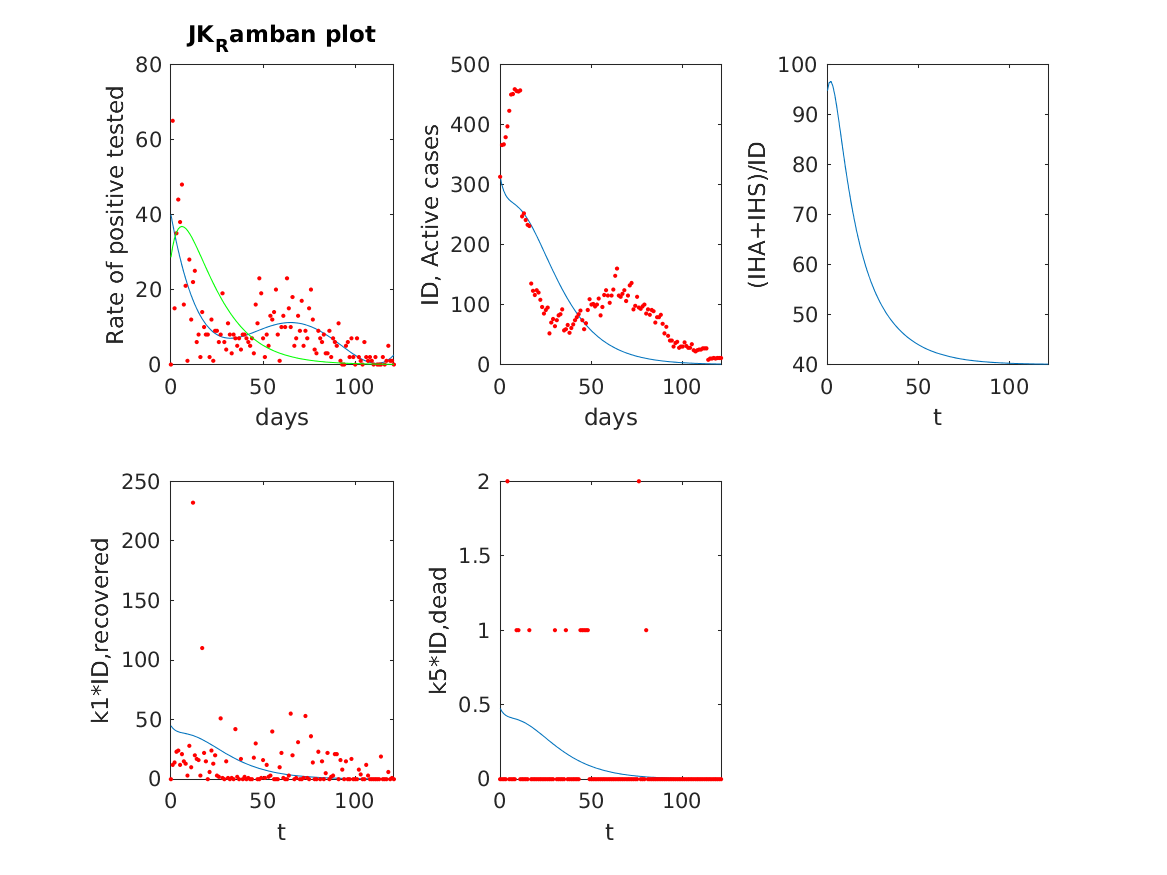 JK_Ramban plot
80
60
40
20
0
Rate of positive tested
0 50 100
days
500
400
300
200
100
0
ID, Active cases
0 50 100
days
100
90
80
70
60
50
40
(IHA+IHS)/ID
0 50 100
t
250
200
150
100
50
0
k1*ID,recovered
0 50 100
t
2
1.5
1
0.5
0
k5*ID,dead
0 50 100
t